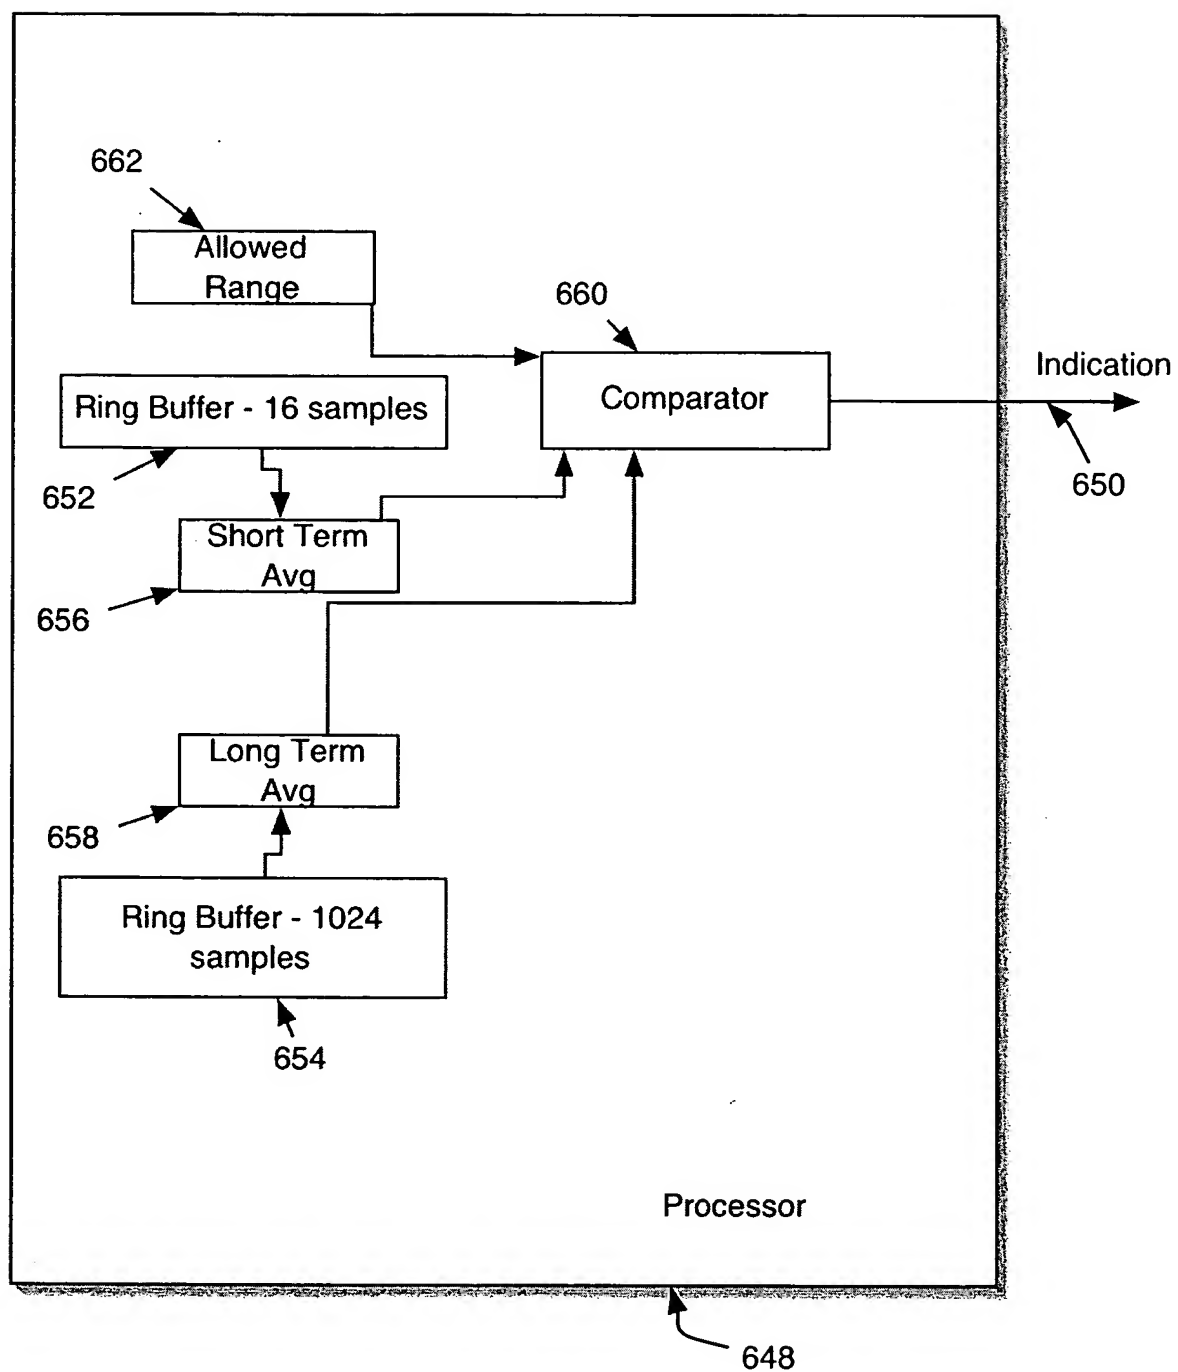 662
Allowed
Range
660
Comparator
Indication
650
Ring Buffer - 16 samples
652
Short Term
Avg
656
Long Term
Avg
658
Ring Buffer - 1024
samples
654
Processor
648